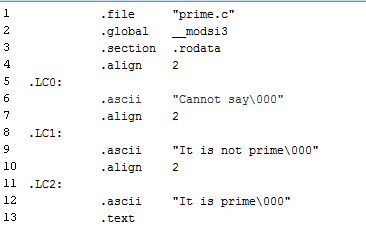 1 .file "prime.c"
2 .global __modsi3
3 .section .rodata
4 .align 2
5 .LC0:
6 .ascii "Cannot say\000"
7 .align 2
8 .LC1:
9 .ascii "It is not prime\000"
10 .align 2
11 .LC2:
12 .ascii "It is prime\000"
13 .text